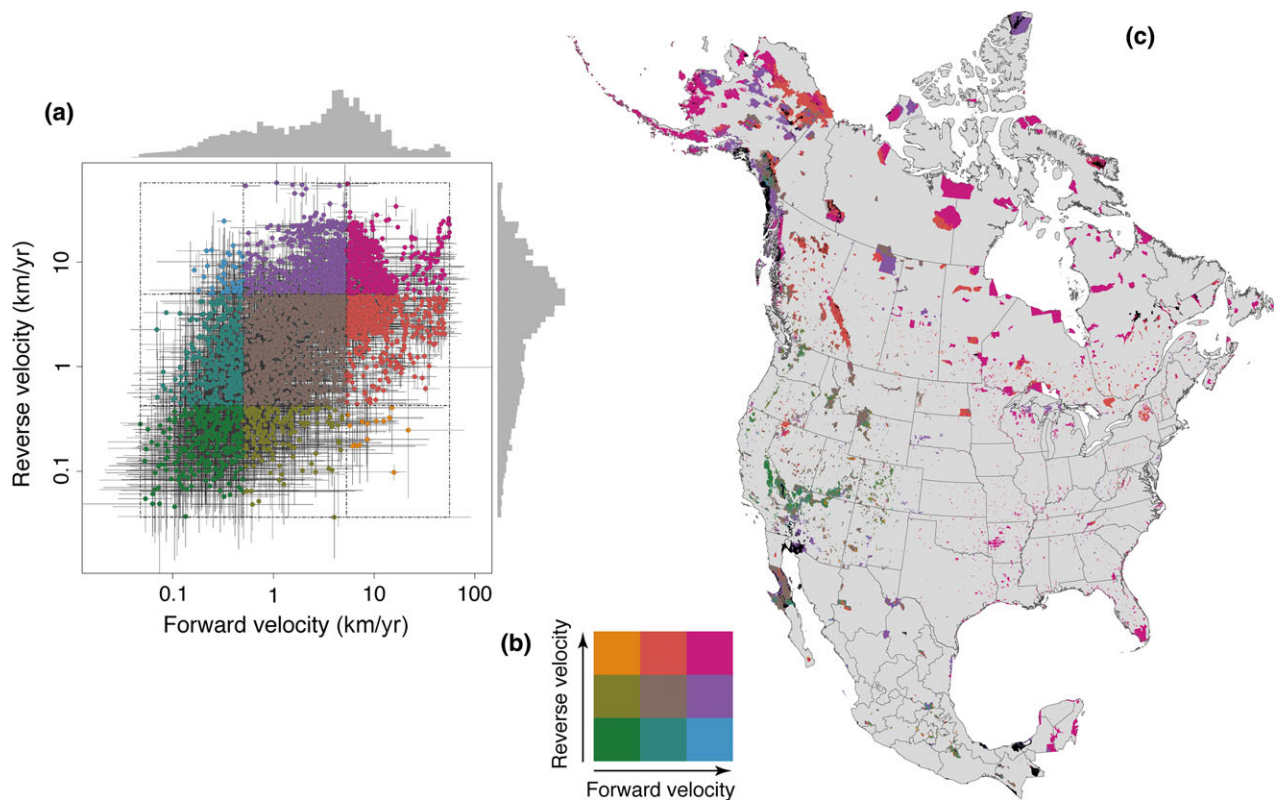 (a)
Reverse velocity (km/yr)
10
1
0.1
0.1
1
10
100
Forward velocity (km/yr)
(b)
Reverse velocity
Forward velocity
(c)